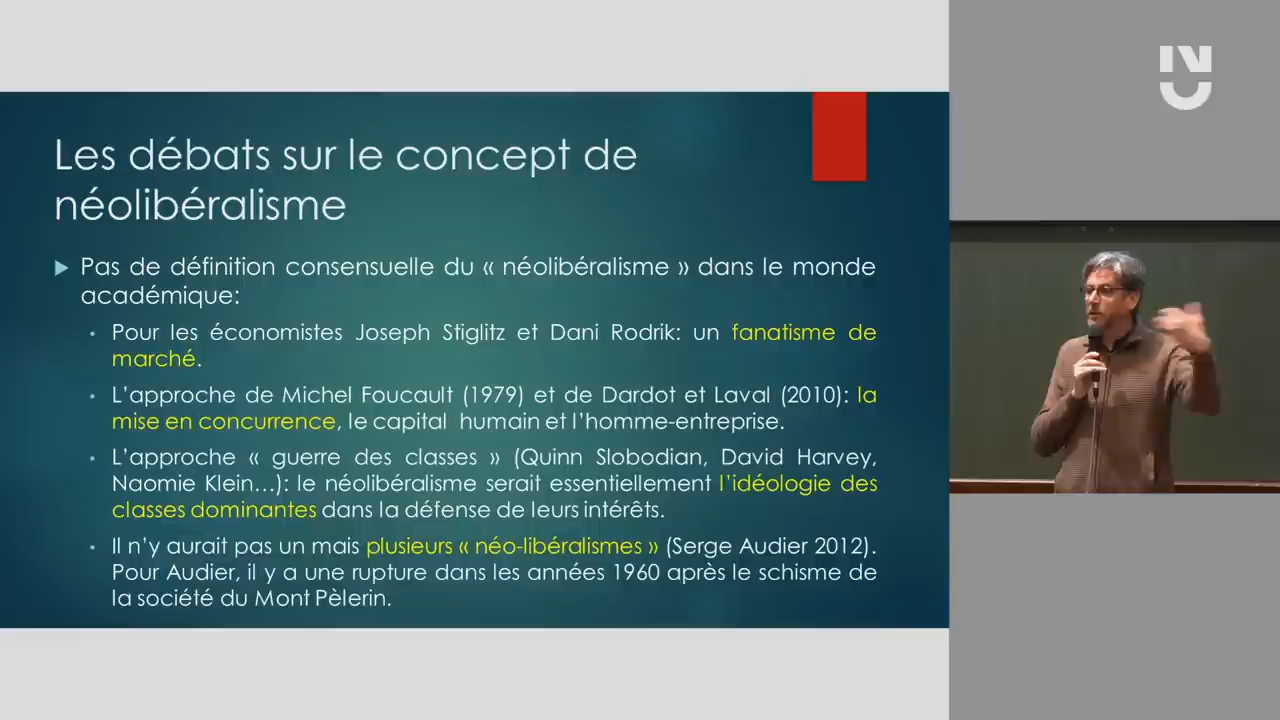 Les débats sur le concept de
néolibéralisme
Pas de définition consensuelle du « néolibéralisme » dans le monde
académique:
Pour les économistes Joseph Stiglitz et Dani Rodrik: un fanatisme de
marché.
L’approche de Michel Foucault (1979) et de Dardot et Laval (2010): la
mise en concurrence, le capital humain et l’homme-entreprise.
L’approche « guerre des classes » (Quinn Slobodian, David Harvey,
Naomie Klein…): le néolibéralisme serait essentiellement l’idéologie des
classes dominantes dans la défense de leurs intérêts.
Il n’y aurait pas un mais plusieurs « néo-libéralismes » (Serge Audier 2012).
Pour Audier, il y a une rupture dans les années 1960 après le schisme de
la société du Mont Pèlerin.